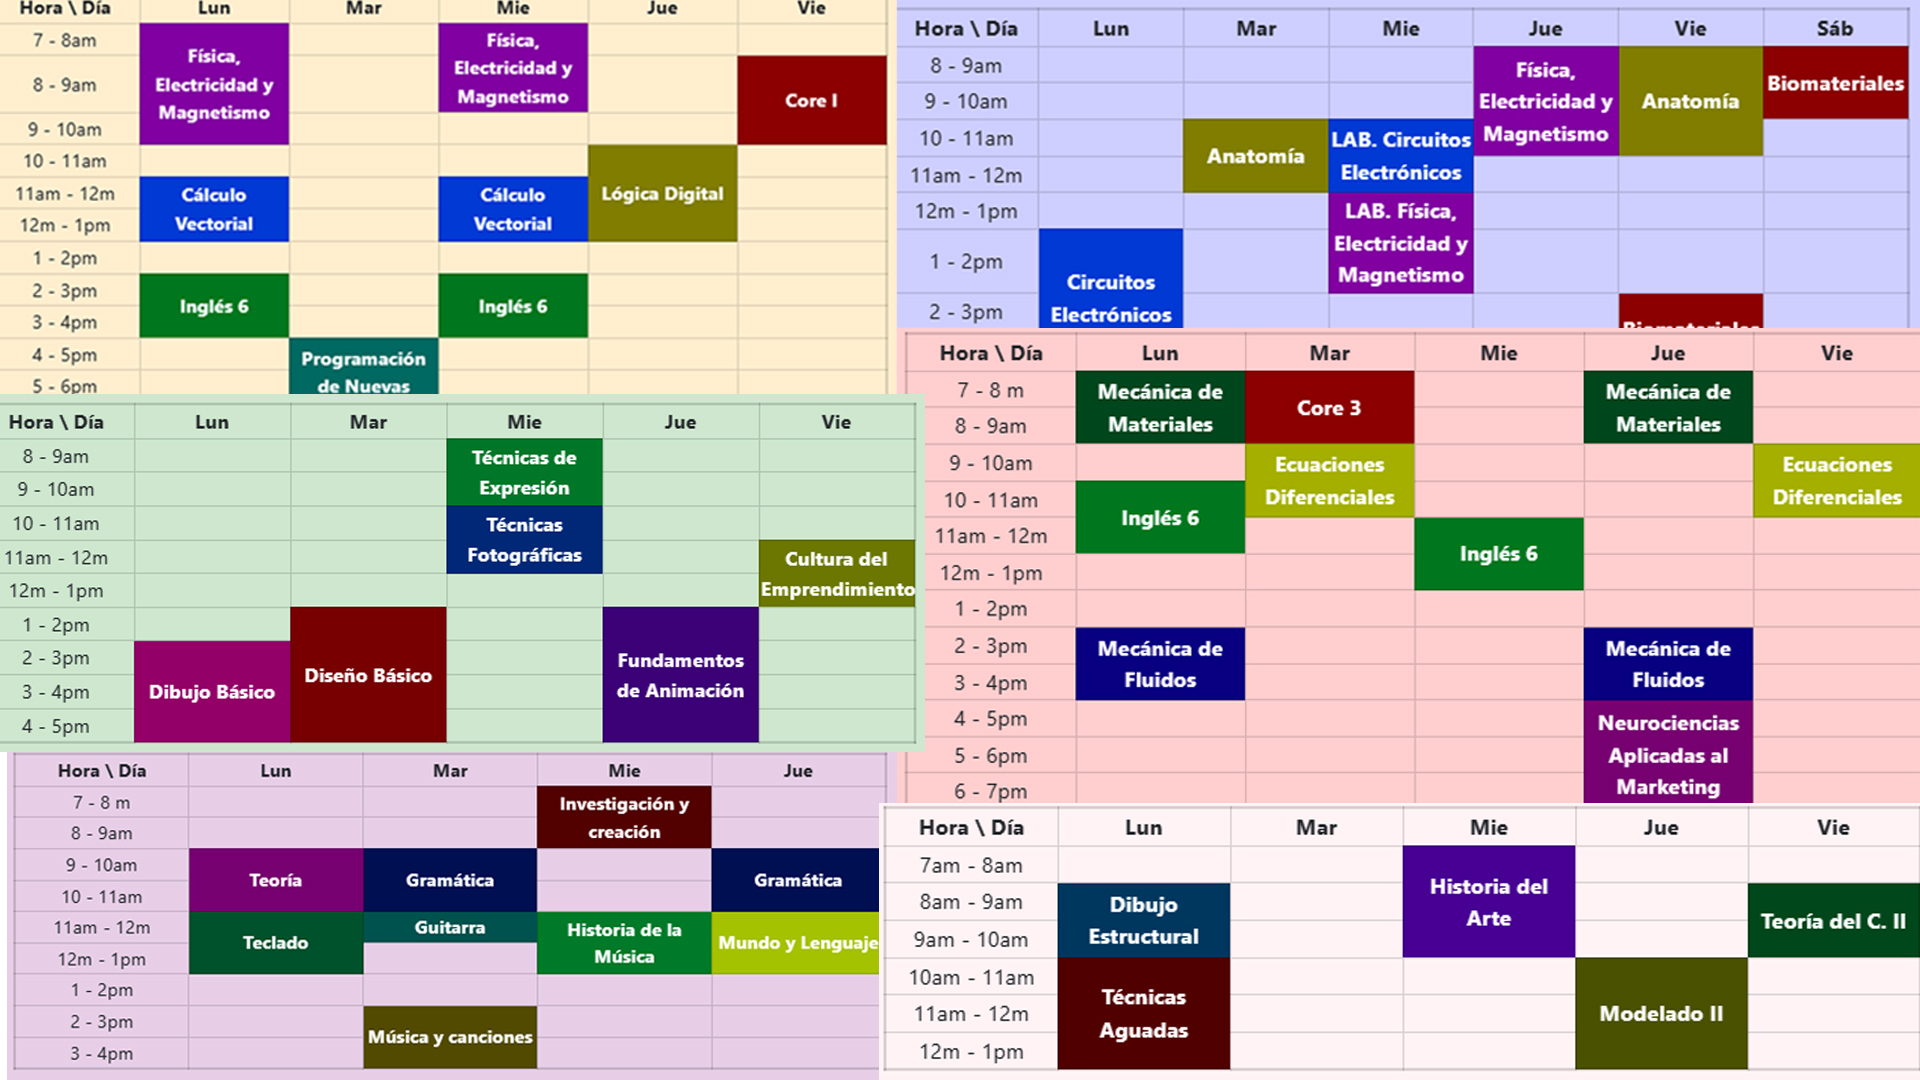 Hora \ Día Lun Mar Mie Jue Vie
7 - 8am
8 - 9am
9 - 10am
10 - 11am
11am - 12m
12m - 1pm
1 - 2pm
2 - 3pm
3 - 4pm
4 - 5pm
5 - 6pm
Física,
Electricidad y
Magnetismo
Cálculo
Vectorial
Inglés 6
Programación
de Nuevas
Física,
Electricidad y
Magnetismo
Cálculo
Vectorial
Inglés 6
Lógica Digital
Core I
Hora \ Día Lun Mar Mie Jue Vie Sáb
8 - 9am
9 - 10am
10 - 11am
11am - 12m
12m - 1pm
1 - 2pm
2 - 3pm
Circuitos
Electrónicos
Anatomía
LAB. Circuitos
Electrónicos
LAB. Física,
Electricidad y
Magnetismo
Física,
Electricidad y
Magnetismo
Anatomía
Biomateriales
Biomateriales
Hora \ Día Lun Mar Mie Jue Vie
8 - 9am
9 - 10am
10 - 11am
11am - 12m
12m - 1pm
1 - 2pm
2 - 3pm
3 - 4pm
4 - 5pm
Dibujo Básico
Diseño Básico
Técnicas de
Expresión
Técnicas
Fotográficas
Fundamentos
de Animación
Cultura del
Emprendimiento
Hora \ Día Lun Mar Mie Jue Vie
7 - 8 m
8 - 9am
9 - 10am
10 - 11am
11am - 12m
12m - 1pm
1 - 2pm
2 - 3pm
3 - 4pm
4 - 5pm
5 - 6pm
6 - 7pm
Mecánica de
Materiales
Inglés 6
Mecánica de
Fluidos
Core 3
Ecuaciones
Diferenciales
Inglés 6
Mecánica de
Materiales
Mecánica de
Fluidos
Neurociencias
Aplicadas al
Marketing
Ecuaciones
Diferenciales
Hora \ Día Lun Mar Mie Jue
7 - 8 m
8 - 9am
9 - 10am
10 - 11am
11am - 12m
12m - 1pm
1 - 2pm
2 - 3pm
3 - 4pm
Teoría
Teclado
Gramática
Guitarra
Música y canciones
Investigación y
creación
Historia de la
Música
Gramática
Mundo y Lenguaje
Hora \ Día Lun Mar Mie Jue Vie
7am - 8am
8am - 9am
9am - 10am
10am - 11am
11am - 12m
12m - 1pm
Dibujo
Estructural
Técnicas
Aguadas
Historia del
Arte
Modelado II
Teoría del C. II